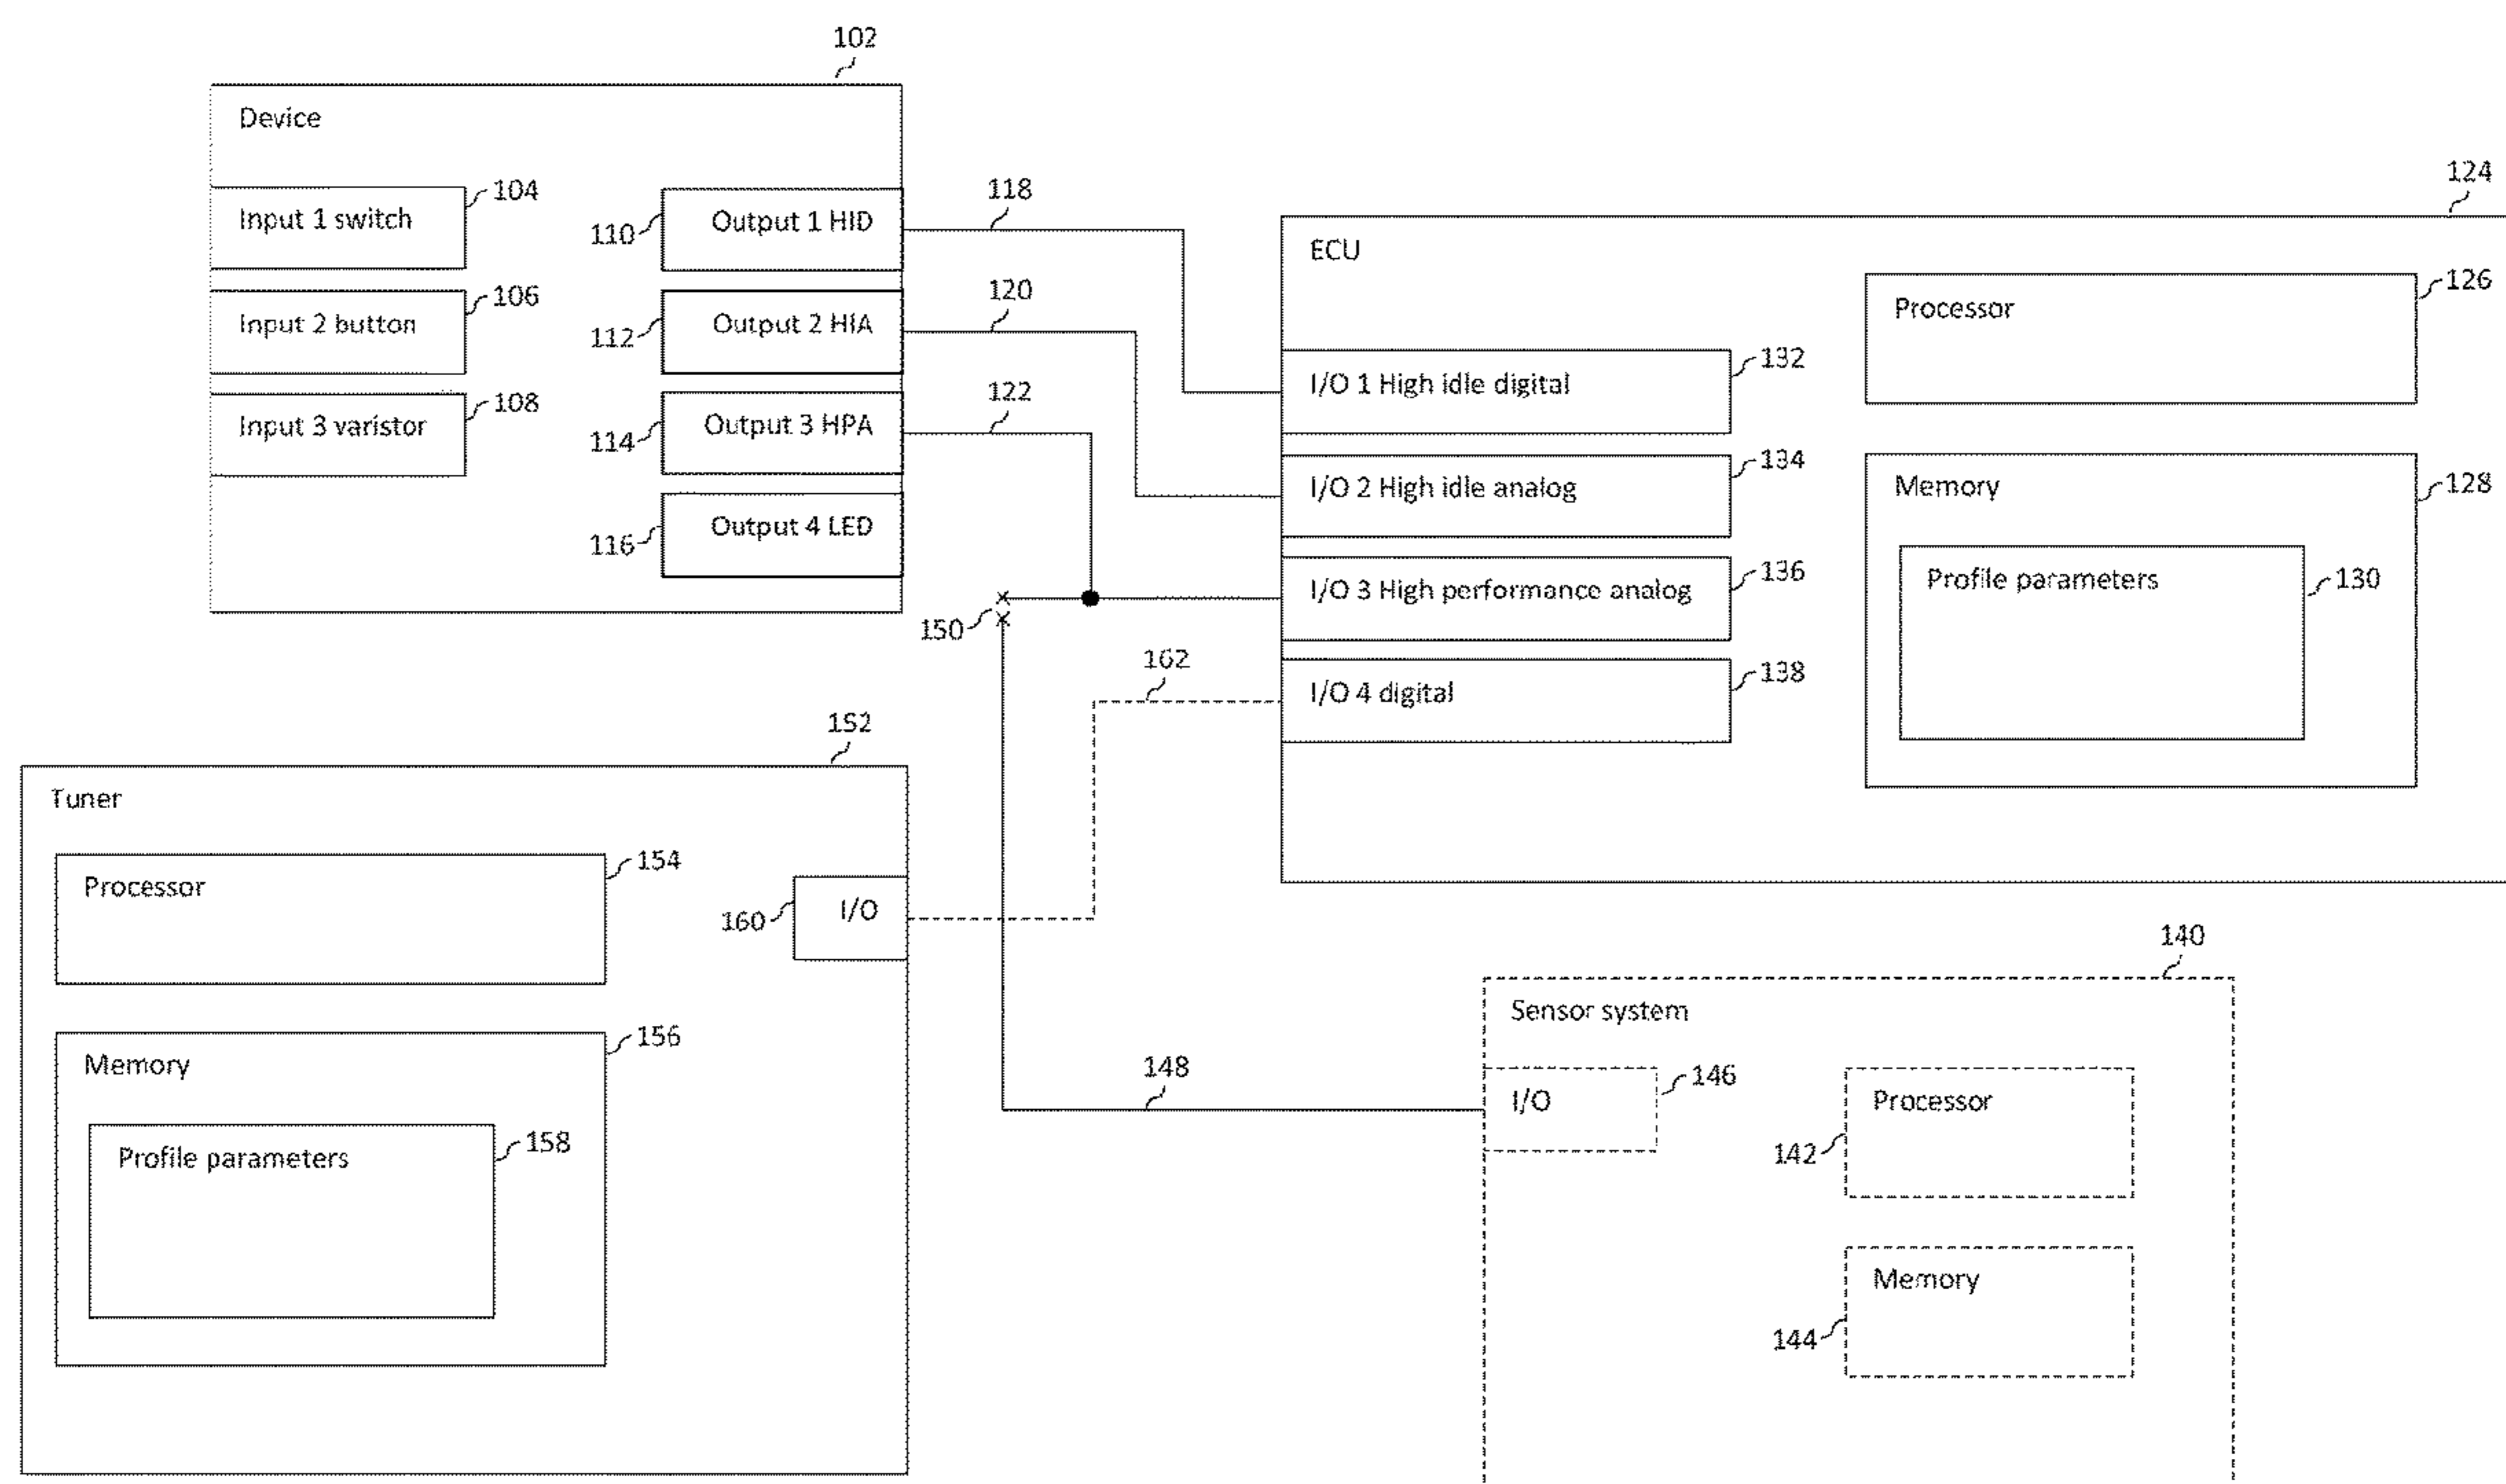 102
Device
Input 1 switch
104
Input 2 button
106
Input 3 varistor
108
110
Output 1 HID
112
Output 2 HIA
114
Output 3 HPA
116
Output 4 LED
118
120
122
124
ECU
Processor
126
I/O 1 High idle digital
132
I/O 2 High idle analog
134
I/O 3 High performance analog
136
I/O 4 digital
138
Memory
128
Profile parameters
130
150
162
152
Tuner
Processor
154
160
I/O
Memory
156
Profile parameters
158
148
140
Sensor system
I/O
146
Processor
142
Memory
144